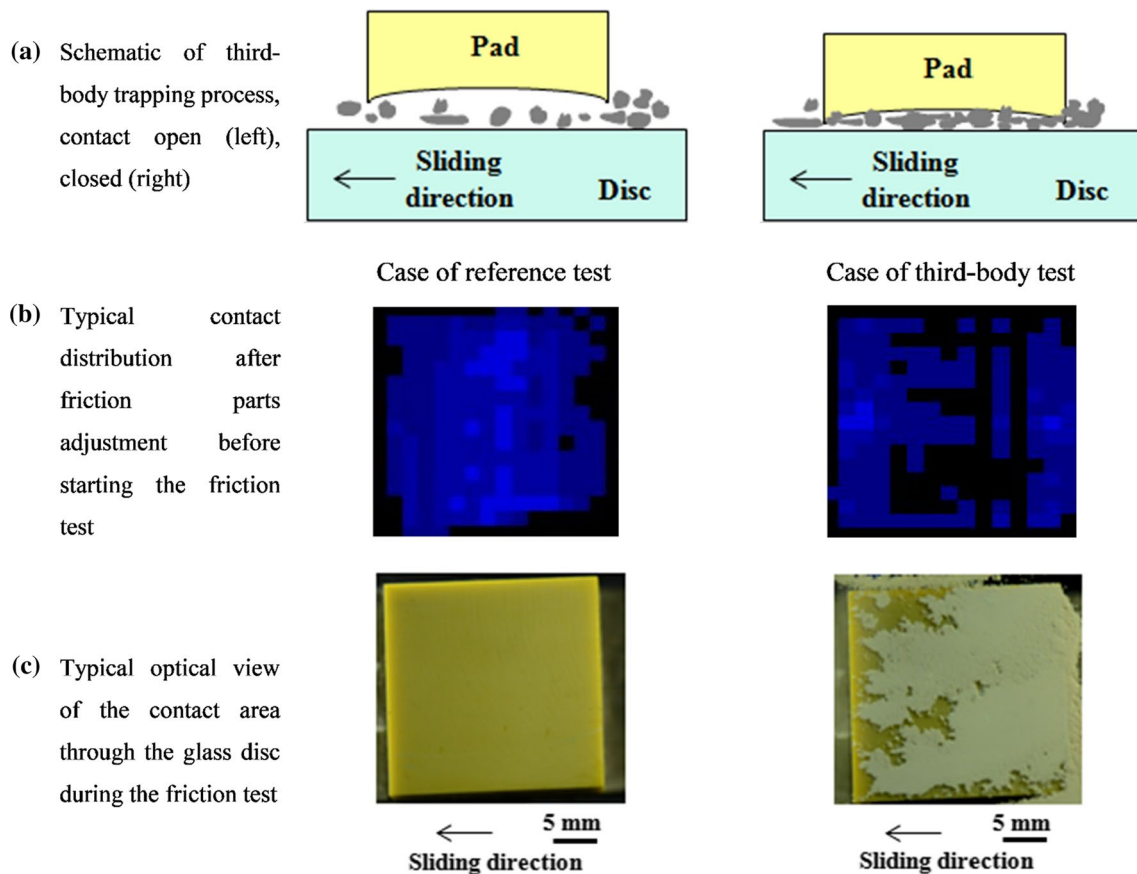 (a) Schematic of third-
body trapping process,
contact open (left),
closed (right)
Pad
Sliding
direction
Disc
Pad
Sliding
direction
Disc
Case of reference test
Case of third-body test
(b) Typical contact
distribution after
friction parts
adjustment before
starting the friction
test
(c) Typical optical view
of the contact area
through the glass disc
during the friction test
5 mm
Sliding direction
5 mm
Sliding direction